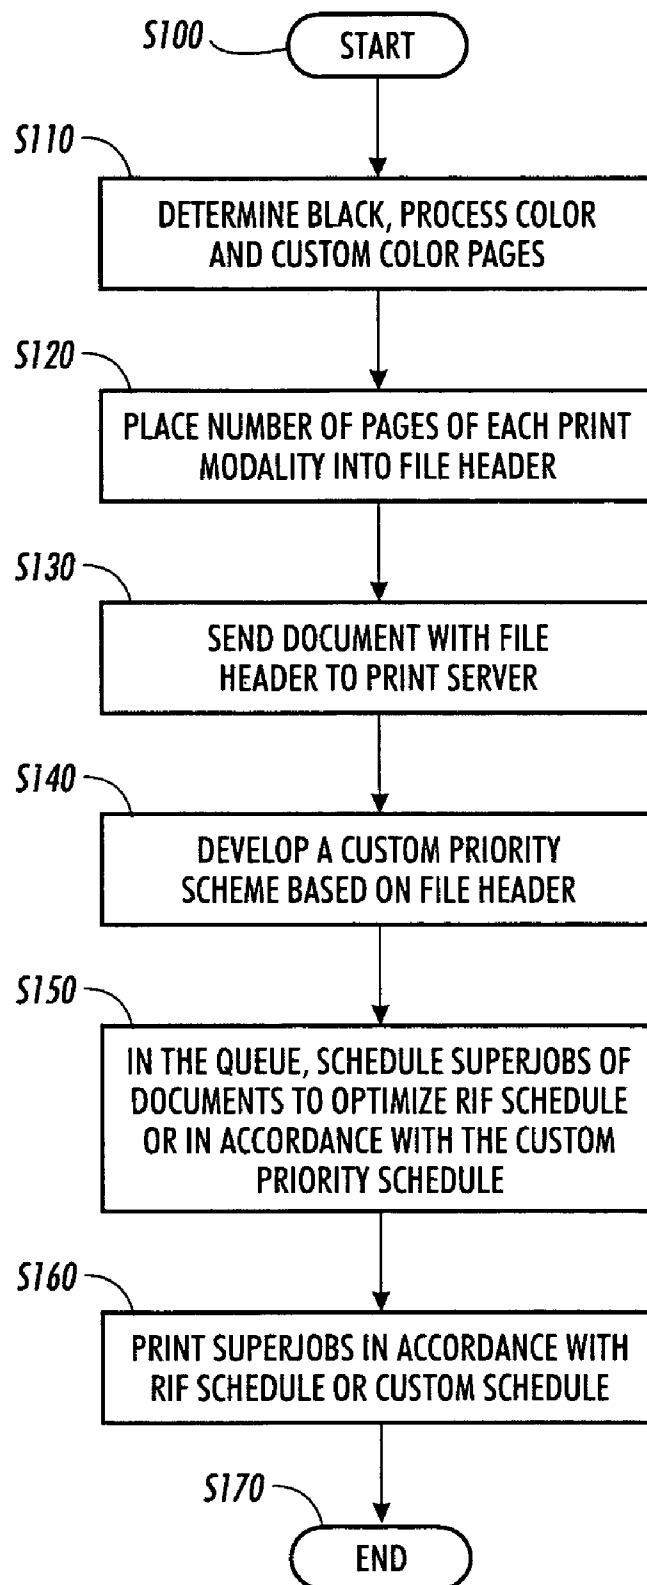 S100
START
S110
DETERMINE BLACK, PROCESS COLOR
AND CUSTOM COLOR PAGES
S120
PLACE NUMBER OF PAGES OF EACH PRINT
MODALITY INTO FILE HEADER
S130
SEND DOCUMENT WITH FILE
HEADER TO PRINT SERVER
S140
DEVELOP A CUSTOM PRIORITY
SCHEME BASED ON FILE HEADER
S150
IN THE QUEUE, SCHEDULE SUPERJOBS OF
DOCUMENTS TO OPTIMIZE RIF SCHEDULE
OR IN ACCORDANCE WITH THE CUSTOM
PRIORITY SCHEDULE
S160
PRINT SUPERJOBS IN ACCORDANCE WITH
RIF SCHEDULE OR CUSTOM SCHEDULE
S170
END